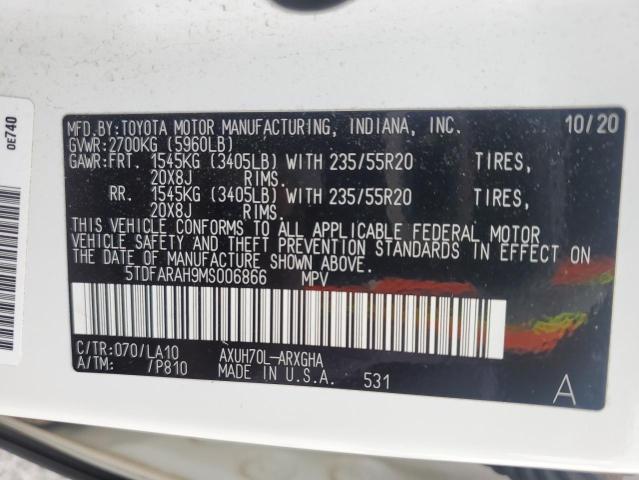 0E740
MFD.BY:TOYOTA MOTOR MANUFACTURING, INDIANA, INC. 10/20
GVWR:2700KG (5960LB)
GAWR:FRT. 1545KG (3405LB) WITH 235/55R20 TIRES,
20X8J RIMS.
RR. 1545KG (3405LB) WITH 235/55R20 TIRES,
20X8J RIMS.
THIS VEHICLE CONFORMS TO ALL APPLICABLE FEDERAL MOTOR
VEHICLE SAFETY AND THEFT PREVENTION STANDARDS IN EFFECT ON
THE DATE OF MANUFACTURE SHOWN ABOVE.
5TDFARAH9MS006866 MPV
C/TR:070/LA10 AXUH70L-ARXGHA
A/TM: /P810 MADE IN U.S.A. 531
A